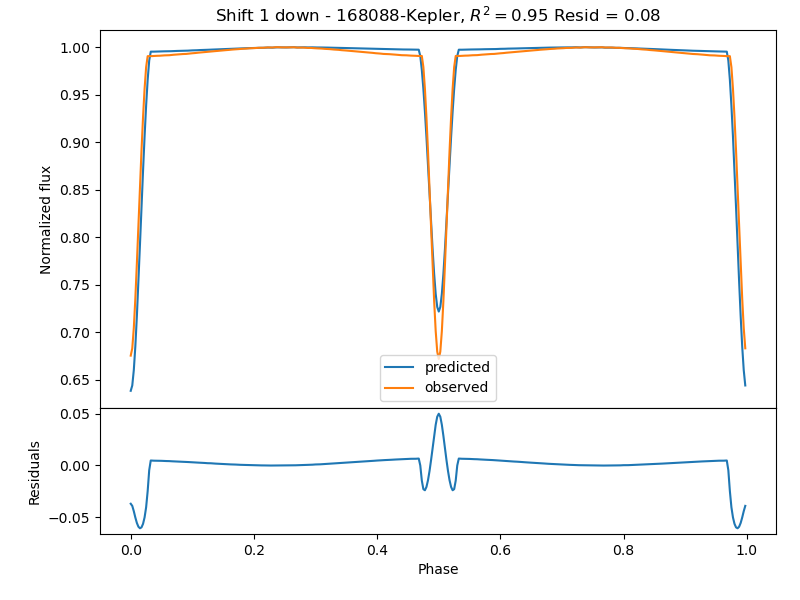 Shift 1 down - 168088-Kepler, R² = 0.95 Resid = 0.08
1.00
0.95
0.90
0.85
0.80
0.75
0.70
0.65
Normalized flux
predicted
observed
0.05
0.00
−0.05
Residuals
0.0 0.2 0.4 0.6 0.8 1.0
Phase